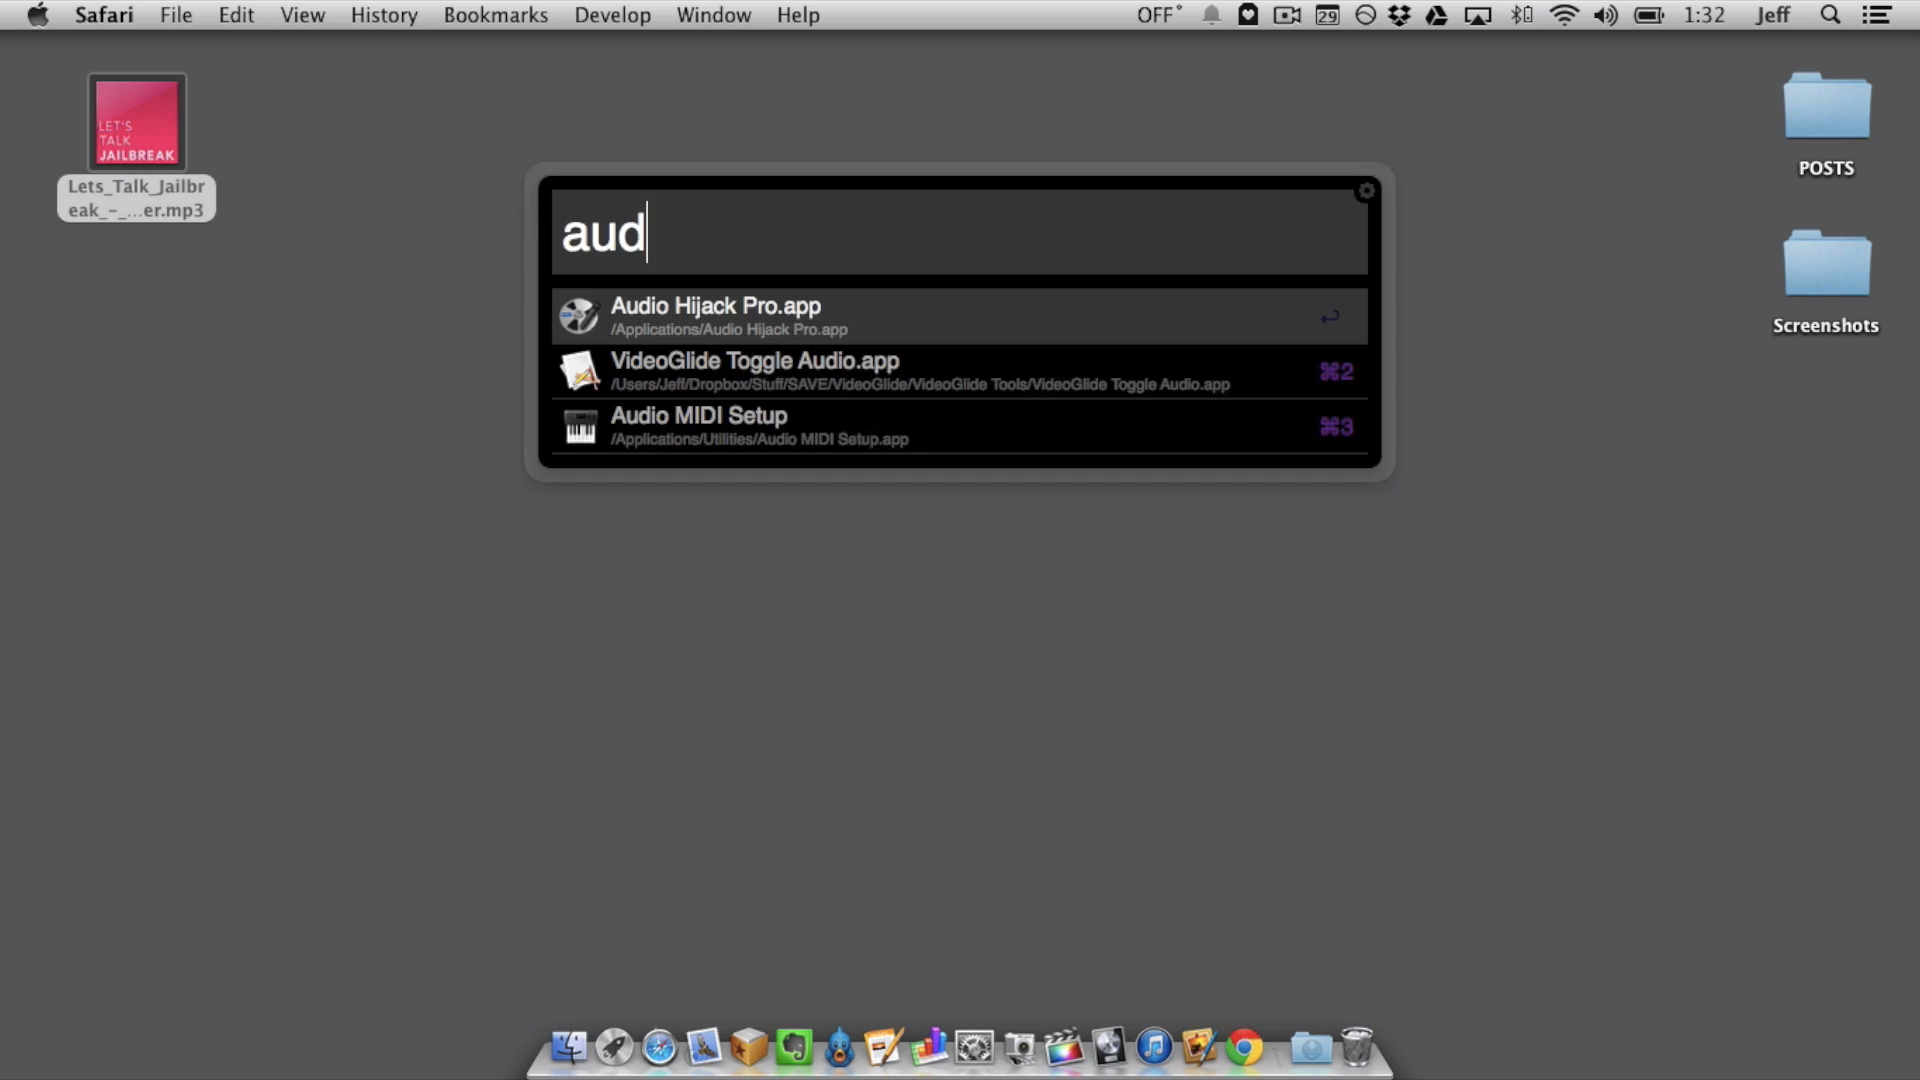 Safari File Edit View History Bookmarks Develop Window Help OFF° 29 1:32 Jeff
LET'S
TALK
JAILBREAK
Lets_Talk_Jailbr
eak_-_...er.mp3
POSTS
Screenshots
aud
Audio Hijack Pro.app
/Applications/Audio Hijack Pro.app
VideoGlide Toggle Audio.app
/Users/Jeff/Dropbox/Stuff/SAVE/VideoGlide/VideoGlide Tools/VideoGlide Toggle Audio.app
⌘2
Audio MIDI Setup
/Applications/Utilities/Audio MIDI Setup.app
⌘3